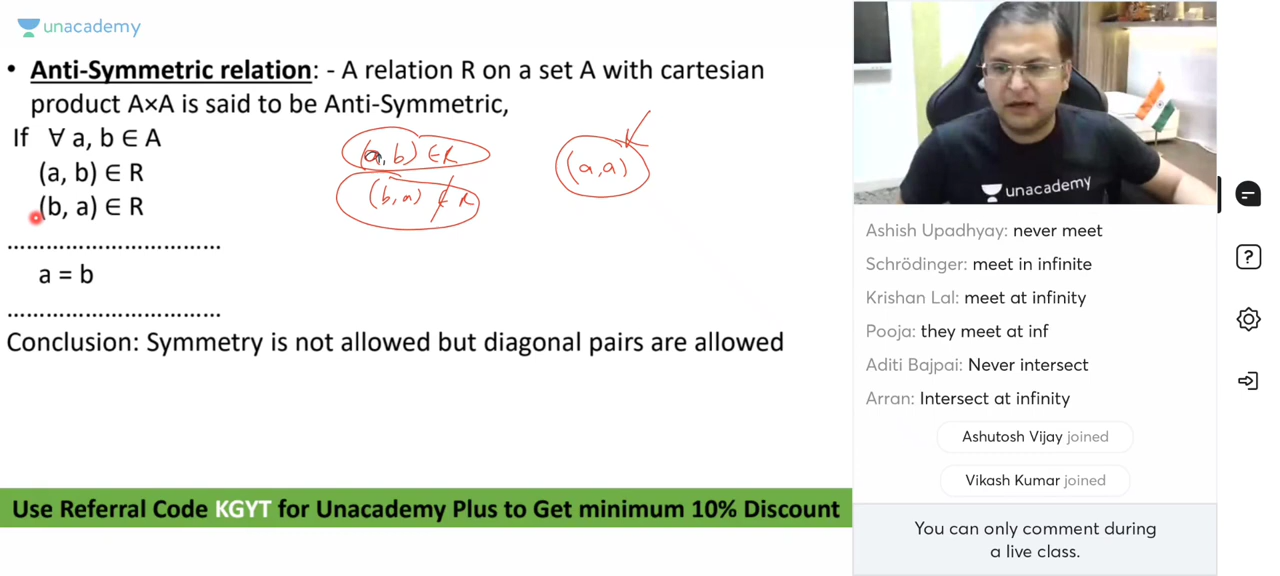 unacademy
• Anti-Symmetric relation: - A relation R on a set A with cartesian
product A×A is said to be Anti-Symmetric,
If ∀ a, b ∈ A
(a, b) ∈ R
(b, a) ∈ R
.................................
a = b
.................................
Conclusion: Symmetry is not allowed but diagonal pairs are allowed
(a, b) ∈ R
(b, a) ∉ R
(a, a)
Use Referral Code KGYT for Unacademy Plus to Get minimum 10% Discount
unacademy
Ashish Upadhyay: never meet
Schrödinger: meet in infinite
Krishan Lal: meet at infinity
Pooja: they meet at inf
Aditi Bajpai: Never intersect
Arran: Intersect at infinity
Ashutosh Vijay joined
Vikash Kumar joined
You can only comment during
a live class.